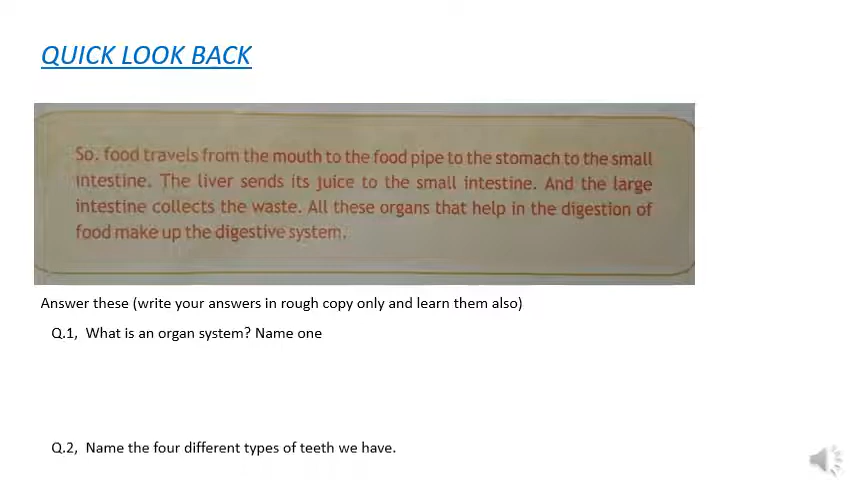 QUICK LOOK BACK
So, food travels from the mouth to the food pipe to the stomach to the small
intestine. The liver sends its juice to the small intestine. And the large
intestine collects the waste. All these organs that help in the digestion of
food make up the digestive system.
Answer these (write your answers in rough copy only and learn them also)
Q.1, What is an organ system? Name one
Q.2, Name the four different types of teeth we have.